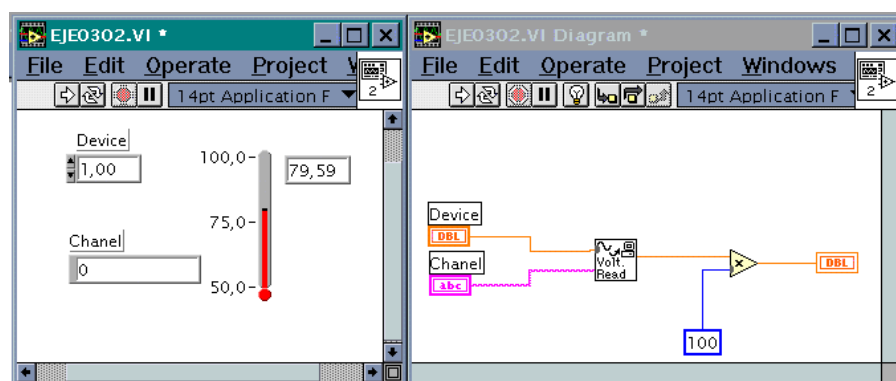 EJE0302.VI *
File Edit Operate Project
14pt Application F
2
Device
1,00
100,0
79,59
75,0
Chanel
0
50,0
EJE0302.VI Diagram *
File Edit Operate Project Windows
14pt Application F
2
Device
DBL
Chanel
abc
Volt.
Read
x
DBL
100